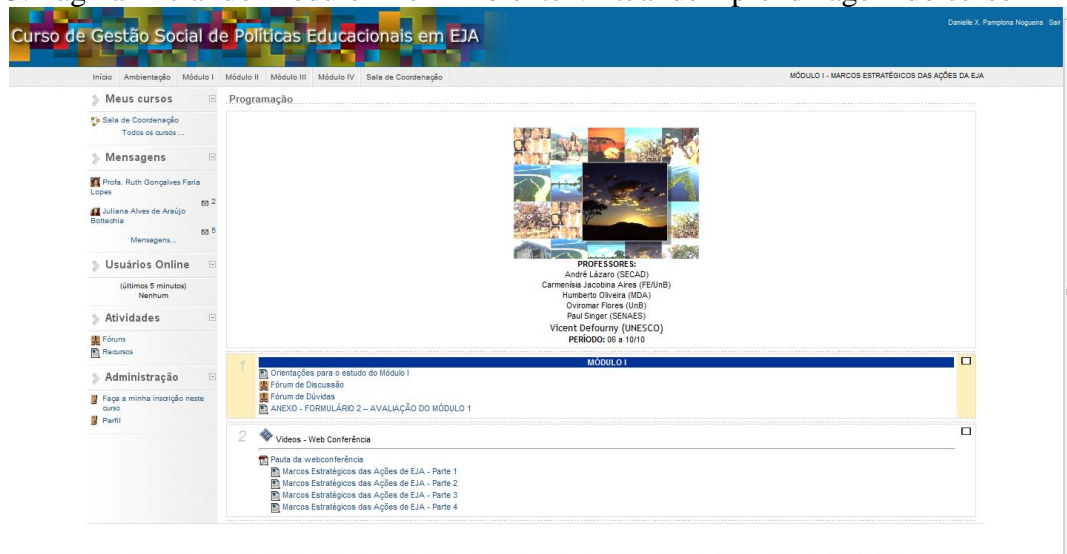 Curso de Gestão Social de Políticas Educacionais em EJA
Danielle X. Pamplona Nogueira Sair
Início Ambientação Módulo I Módulo II Módulo III Módulo IV Sala de Coordenação
MÓDULO I - MARCOS ESTRATÉGICOS DAS AÇÕES DA EJA
Meus cursos
Sala de Coordenação
Todos os cursos ...
Mensagens
Profa. Ruth Gonçalves Faria
Lopes
2
Juliana Alves de Araújo
Bottechia
5
Mensagens...
Usuários Online
(últimos 5 minutos)
Nenhum
Atividades
Fóruns
Recursos
Administração
Faça a minha inscrição neste
curso
Perfil
Programação
PROFESSORES:
André Lázaro (SECAD)
Carmenísia Jacobina Aires (FE/UnB)
Humberto Oliveira (MDA)
Oviromar Flores (UnB)
Paul Singer (SENAES)
Vicent Defourny (UNESCO)
PERÍODO: 06 a 10/10
1
MÓDULO I
Orientações para o estudo do Módulo I
Fórum de Discussão
Fórum de Dúvidas
ANEXO - FORMULÁRIO 2 – AVALIAÇÃO DO MÓDULO 1
2
Videos - Web Conferência
Pauta da webconferência
Marcos Estratégicos das Ações de EJA - Parte 1
Marcos Estratégicos das Ações de EJA - Parte 2
Marcos Estratégicos das Ações de EJA - Parte 3
Marcos Estratégicos das Ações de EJA - Parte 4